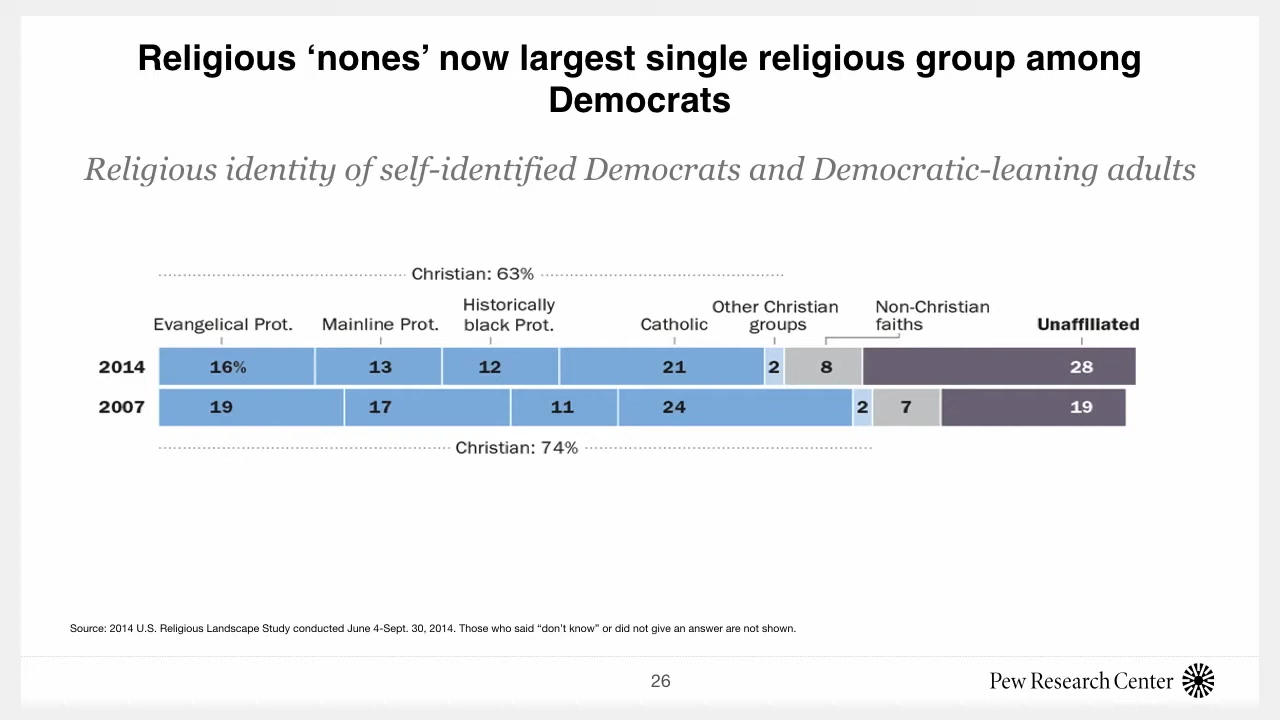 Religious ‘nones’ now largest single religious group among
Democrats
Religious identity of self-identified Democrats and Democratic-leaning adults
Christian: 63%
Evangelical Prot.
Mainline Prot.
Historically
black Prot.
Catholic
Other Christian
groups
Non-Christian
faiths
Unaffiliated
2014 16% 13 12 21 2 8 28
2007 19 17 11 24 2 7 19
Christian: 74%
Source: 2014 U.S. Religious Landscape Study conducted June 4-Sept. 30, 2014. Those who said “don’t know” or did not give an answer are not shown.
26
Pew Research Center